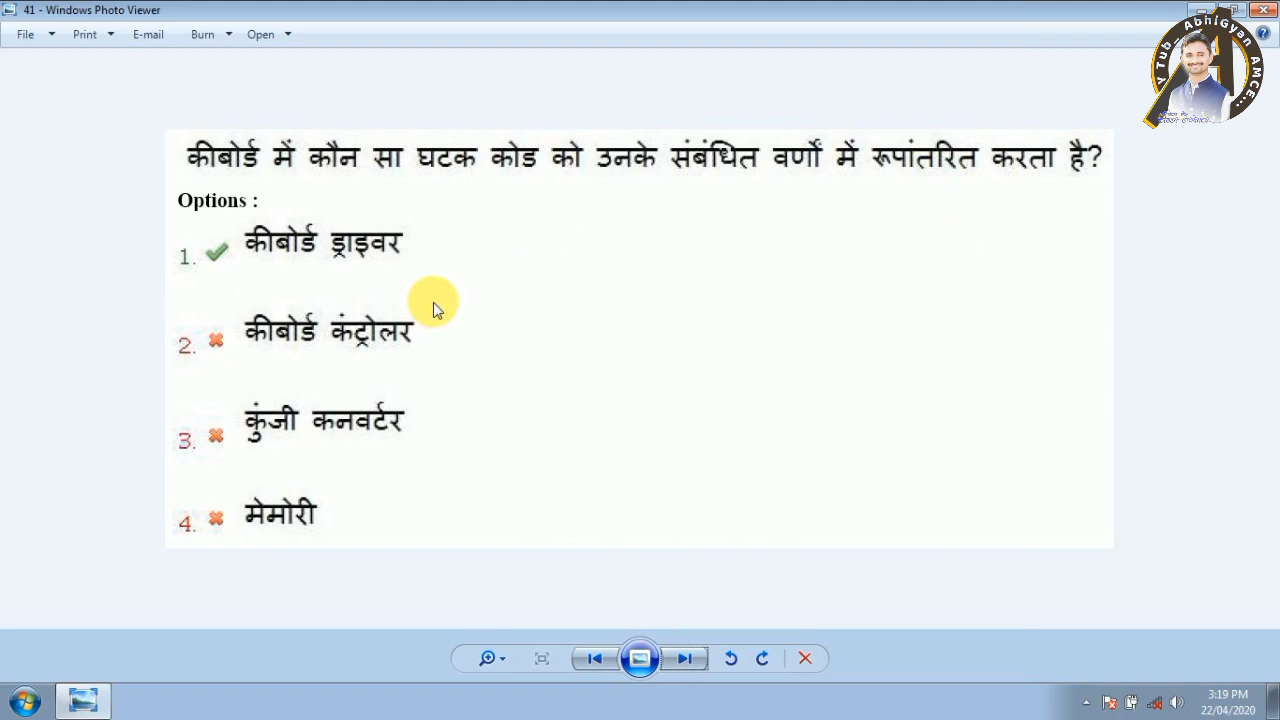 41 - Windows Photo Viewer
File Print E-mail Burn Open
Y Tub_ AbhiGyan AMCE...
कीबोर्ड में कौन सा घटक कोड को उनके संबंधित वर्णों में रूपांतरित करता है?
Options :
1. कीबोर्ड ड्राइवर
2. कीबोर्ड कंट्रोलर
3. कुंजी कनवर्टर
4. मेमोरी
3:19 PM
22/04/2020